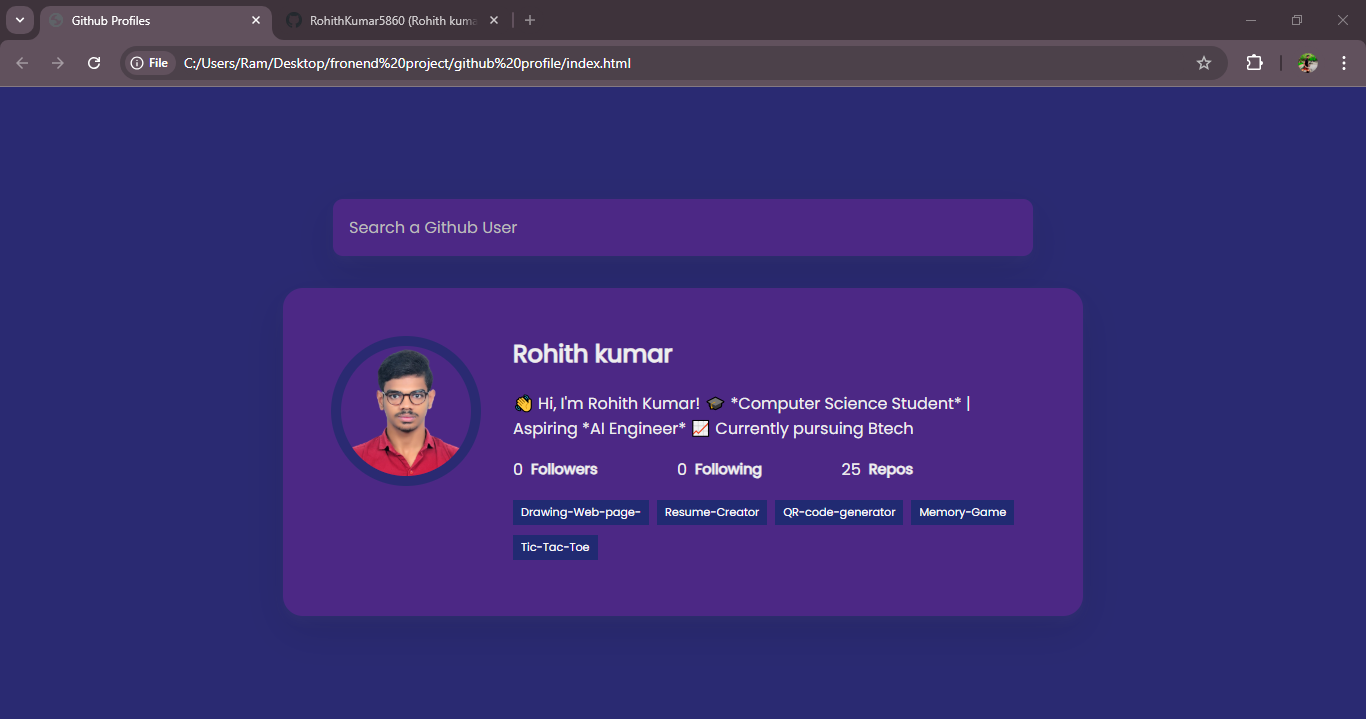 Github Profiles
RohithKumar5860 (Rohith kuma
File C:/Users/Ram/Desktop/fronend%20project/github%20profile/index.html
Search a Github User
Rohith kumar
👋 Hi, I'm Rohith Kumar! 🎓 *Computer Science Student* |
Aspiring *AI Engineer* 📈 Currently pursuing Btech
0 Followers 0 Following 25 Repos
Drawing-Web-page- Resume-Creator QR-code-generator Memory-Game
Tic-Tac-Toe